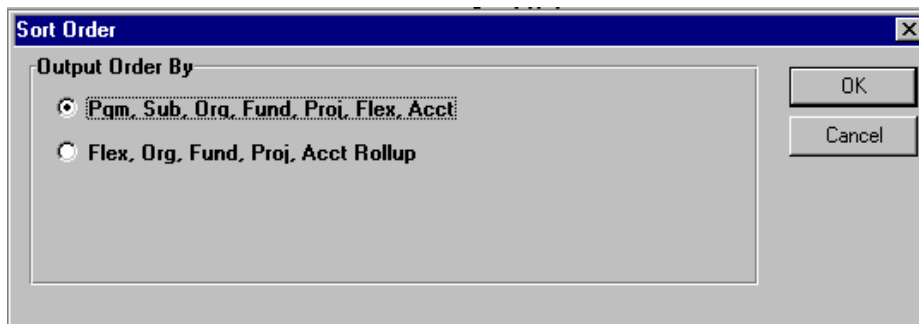 Sort Order
Output Order By
Pgm, Sub, Org, Fund, Proj, Flex, Acct
Flex, Org, Fund, Proj, Acct Rollup
OK
Cancel